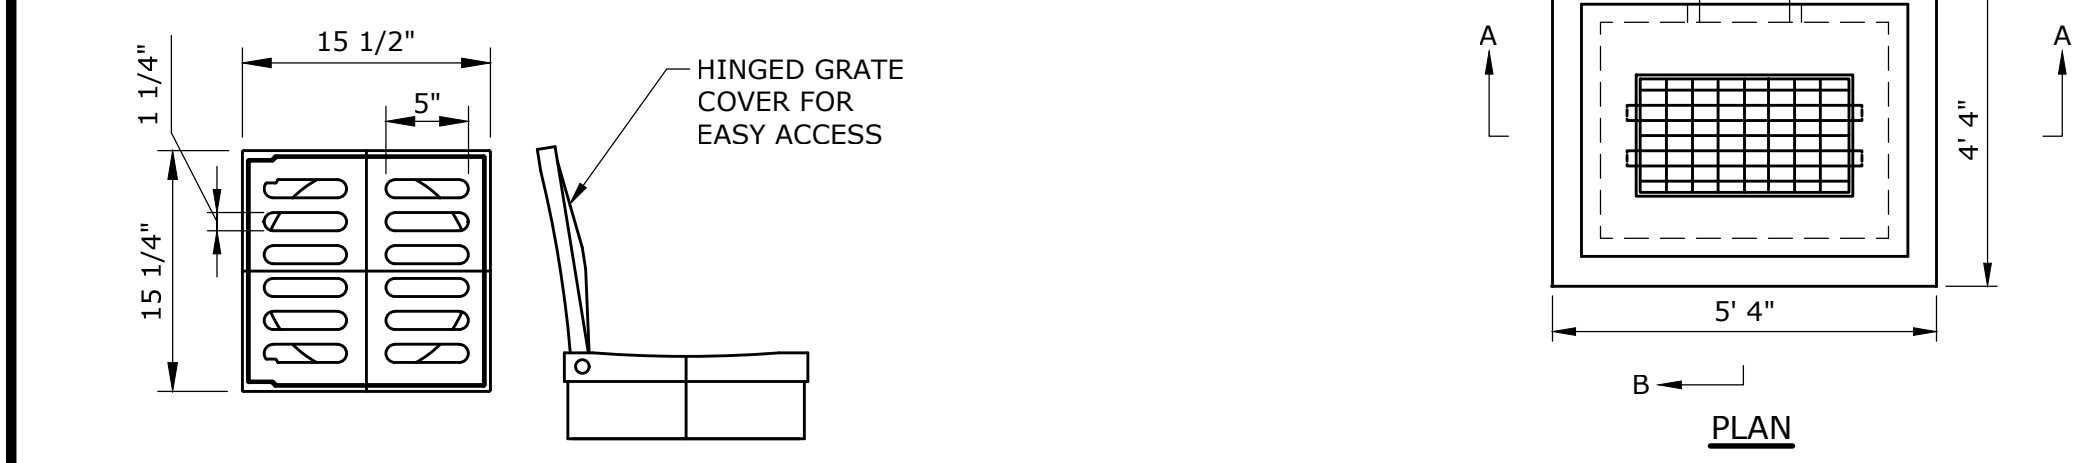 15 1/2"
1 1/4"
5"
15 1/4"
HINGED GRATE
COVER FOR
EASY ACCESS
A
A
4' 4"
5' 4"
B
PLAN